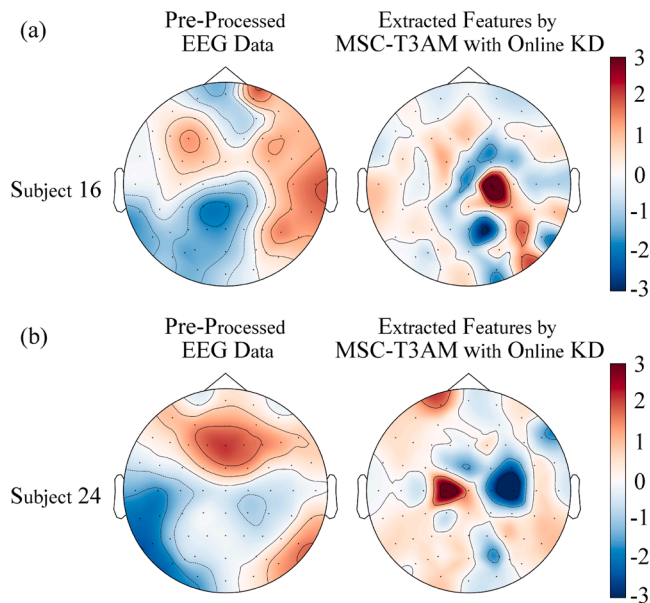 (a)
Pre-Processed
EEG Data
Extracted Features by
MSC-T3AM with Online KD
Subject 16
3
2
1
0
-1
-2
-3
(b)
Pre-Processed
EEG Data
Extracted Features by
MSC-T3AM with Online KD
Subject 24
3
2
1
0
-1
-2
-3